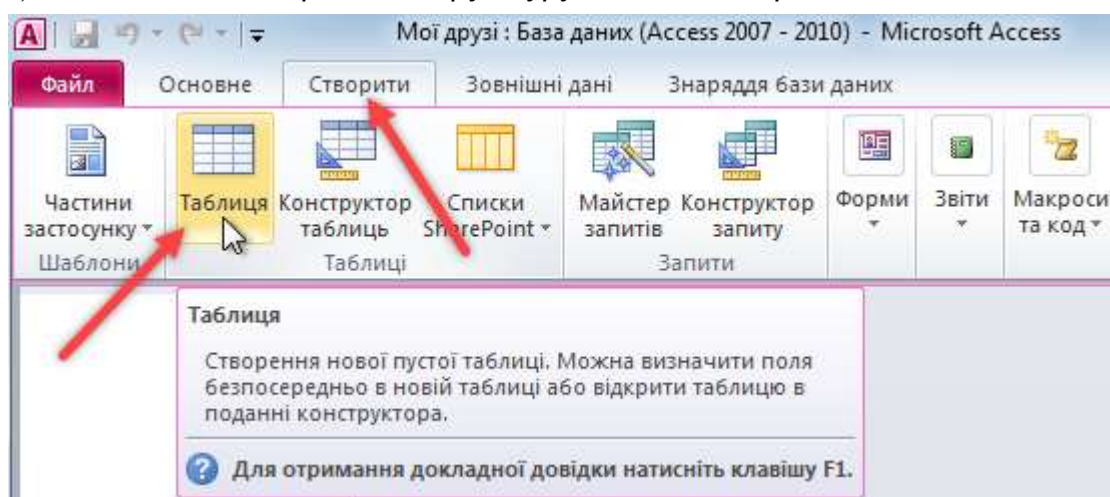 Мої друзі : База даних (Access 2007 - 2010) - Microsoft Access
Файл Основне Створити Зовнішні дані Знаряддя бази даних
Частини застосунку
Таблиця
Конструктор таблиць
Списки SharePoint
Майстер запитів
Конструктор запиту
Форми
Звіти
Макроси та код
Шаблони Таблиці Запити
Таблиця
Створення нової пустої таблиці. Можна визначити поля
безпосередньо в новій таблиці або відкрити таблицю в
поданні конструктора.
Для отримання докладної довідки натисніть клавішу F1.